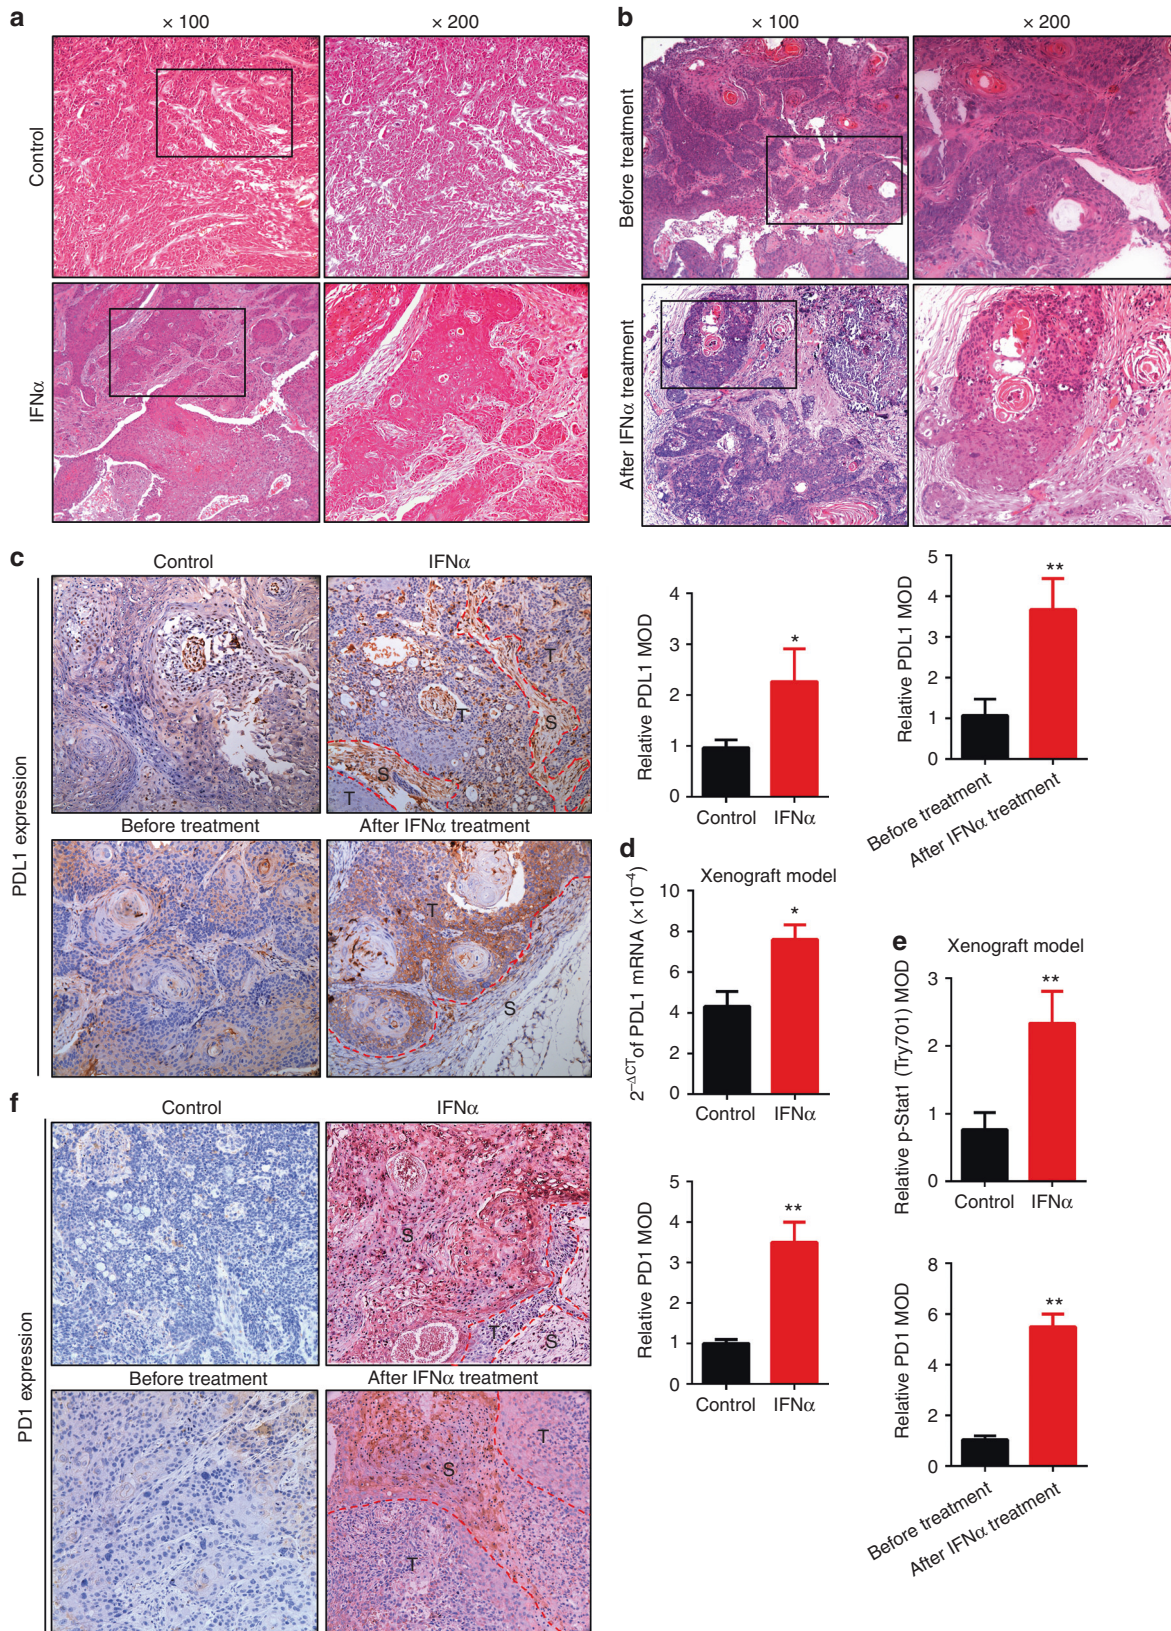 a
× 100
× 200
Control
IFNα
b
× 100
× 200
Before treatment
After IFNα treatment
c
PDL1 expression
Control
IFNα
T
T
S
S
T
Before treatment
After IFNα treatment
T
S
Relative PDL1 MOD
4
3
2
1
0
*
Control
IFNα
Relative PDL1 MOD
5
4
3
2
1
0
**
Before treatment
After IFNα treatment
d
Xenograft model
2⁻ΔCT of PDL1 mRNA (×10⁻⁴)
10
8
6
4
2
0
*
Control
IFNα
e
Xenograft model
Relative p-Stat1 (Try701) MOD
3
2
1
0
**
Control
IFNα
f
PD1 expression
Control
IFNα
S
T
T
S
Before treatment
After IFNα treatment
T
S
T
Relative PD1 MOD
5
4
3
2
1
0
**
Control
IFNα
Relative PD1 MOD
8
6
4
2
0
**
Before treatment
After IFNα treatment